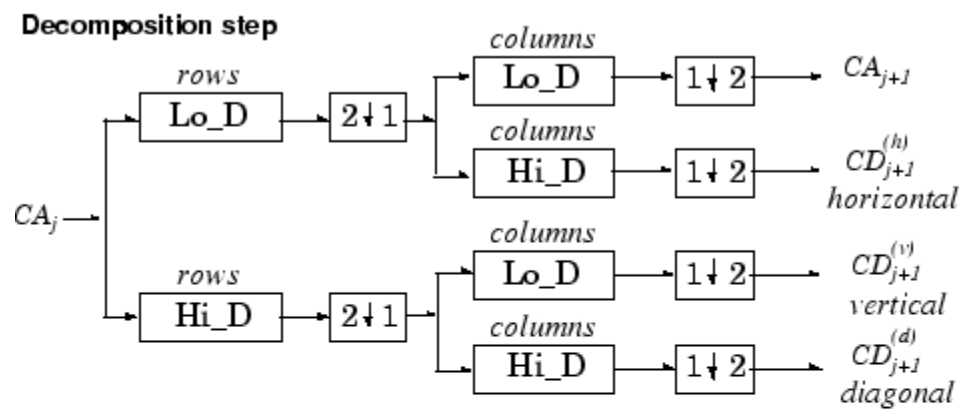 Decomposition step
columns
rows
Lo_D
2↓1
Lo_D
1↓2
CA_{j+1}
columns
Hi_D
1↓2
CD_{j+1}^{(h)}
horizontal
CA_j
columns
rows
Hi_D
2↓1
Lo_D
1↓2
CD_{j+1}^{(v)}
vertical
columns
Hi_D
1↓2
CD_{j+1}^{(d)}
diagonal